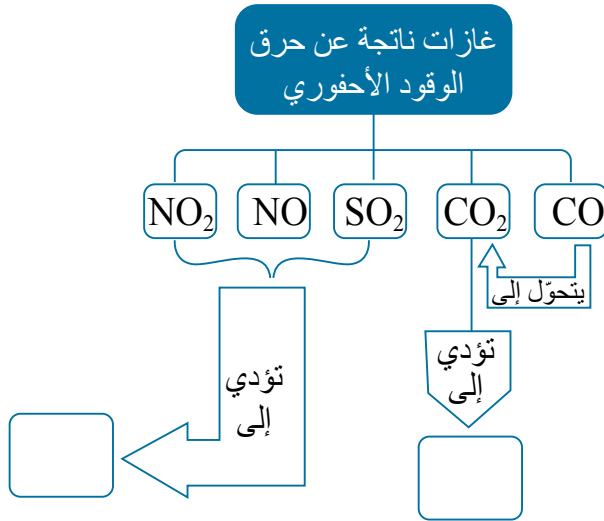 غازات ناتجة عن حرق
الوقود الأحفوري
CO
CO₂
SO₂
NO
NO₂
يتحوّل إلى
تؤدي
إلى
تؤدي
إلى